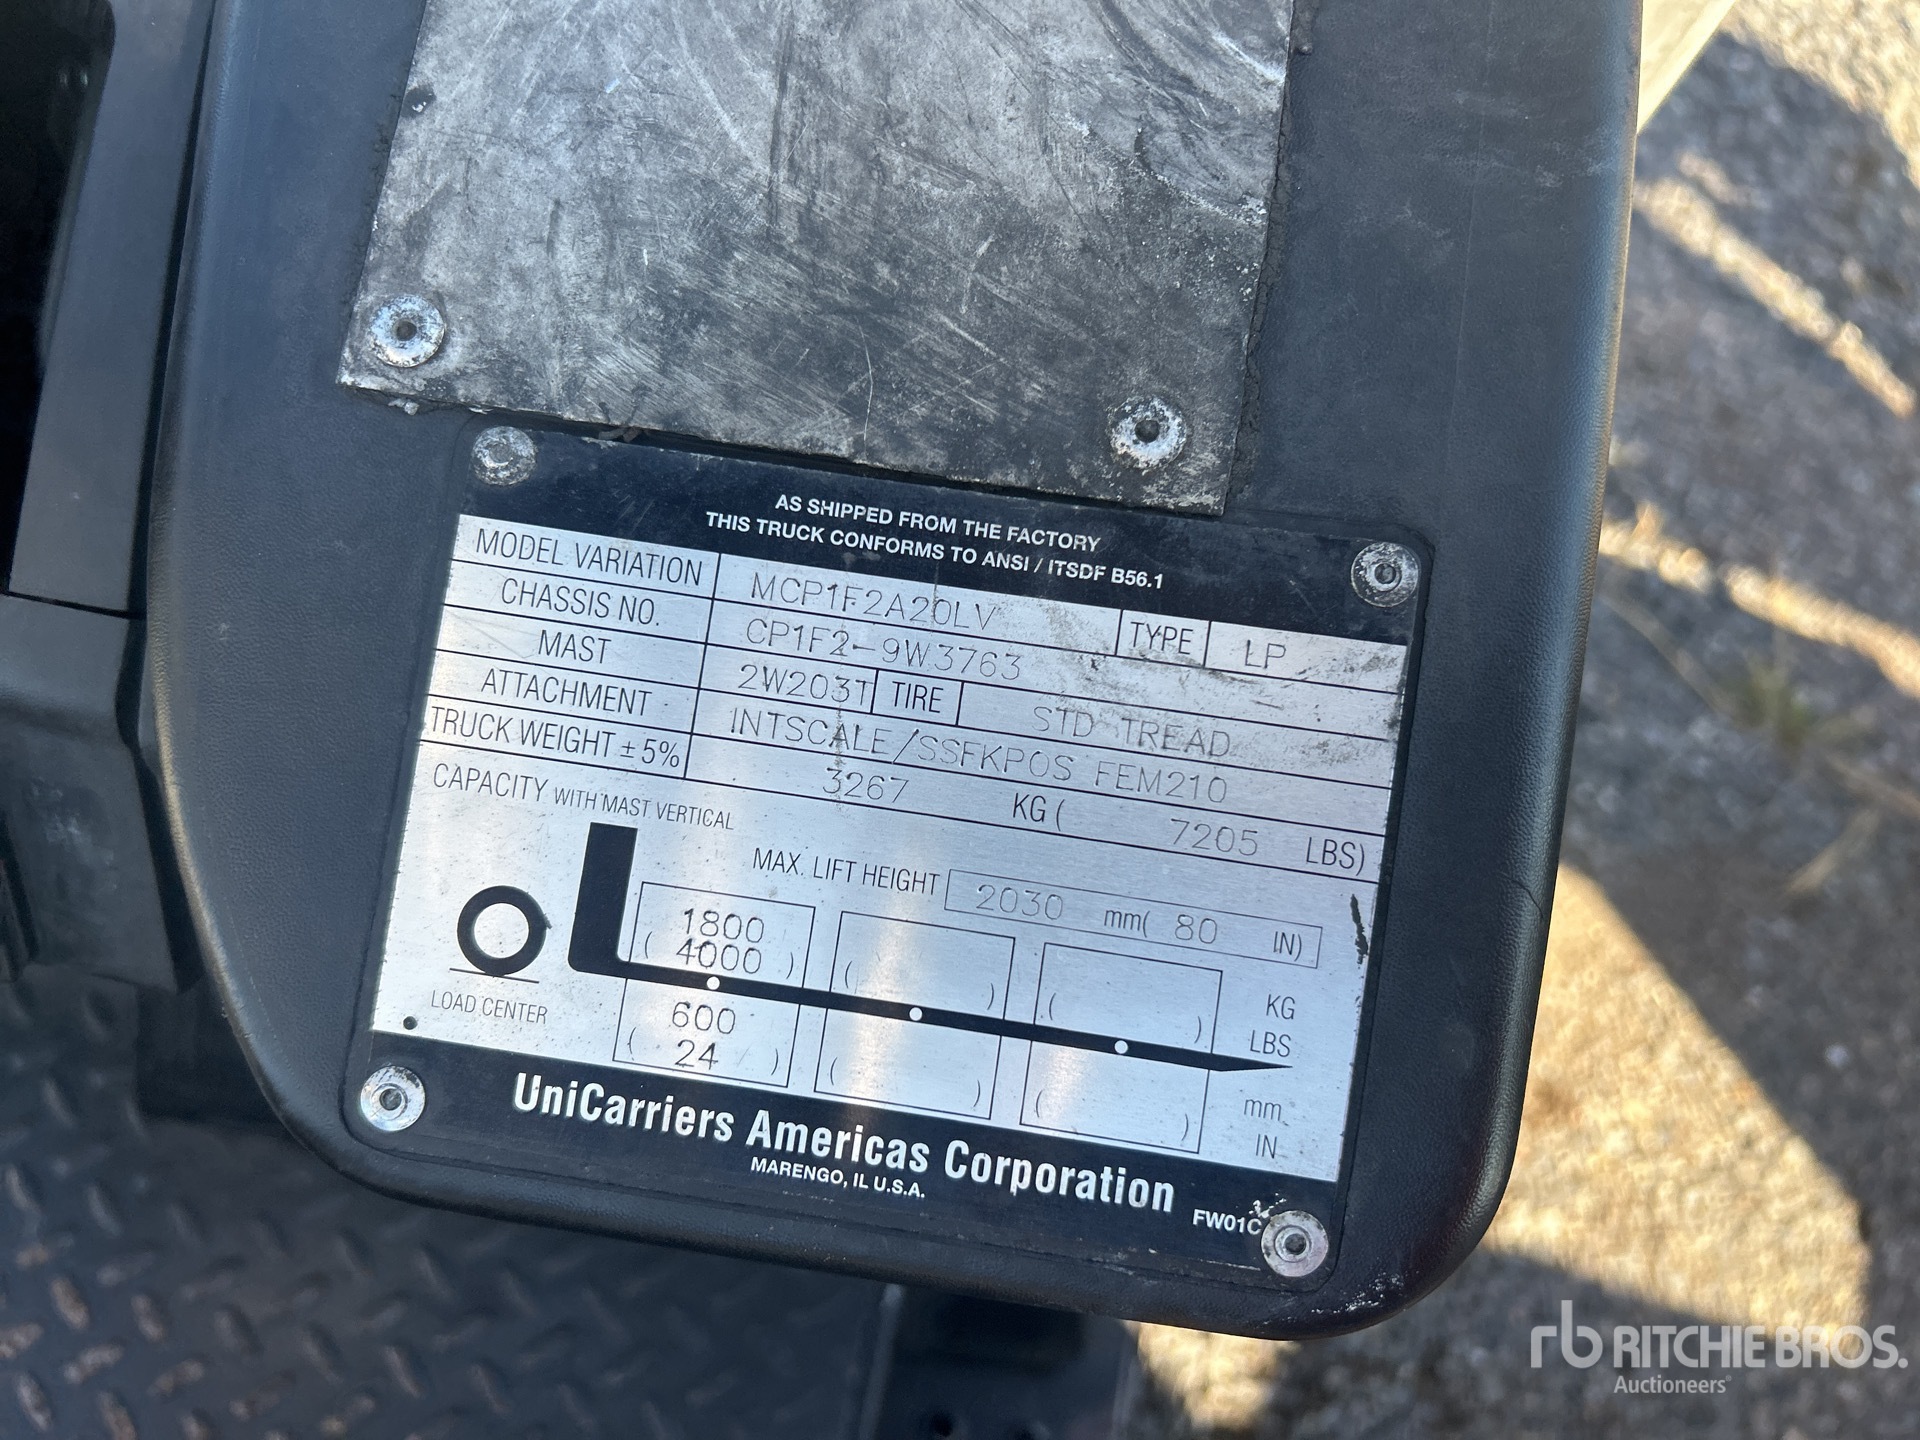 AS SHIPPED FROM THE FACTORY
THIS TRUCK CONFORMS TO ANSI / ITSDF B56.1
MODEL VARIATION MCP1F2A20LV TYPE LP
CHASSIS NO. CP1F2-9W3763
MAST 2W203T TIRE STD TREAD
ATTACHMENT INTSCALE/SSFKPOS FEM210
TRUCK WEIGHT ± 5% 3267 KG ( 7205 LBS)
CAPACITY WITH MAST VERTICAL
MAX. LIFT HEIGHT 2030 mm( 80 IN)
1800 KG
( 4000 ) ( ) ( ) LBS
LOAD CENTER 600 mm
( 24 ) ( ) ( ) IN
UniCarriers Americas Corporation
MARENGO, IL U.S.A.
FW01C
rb RITCHIE BROS.
Auctioneers